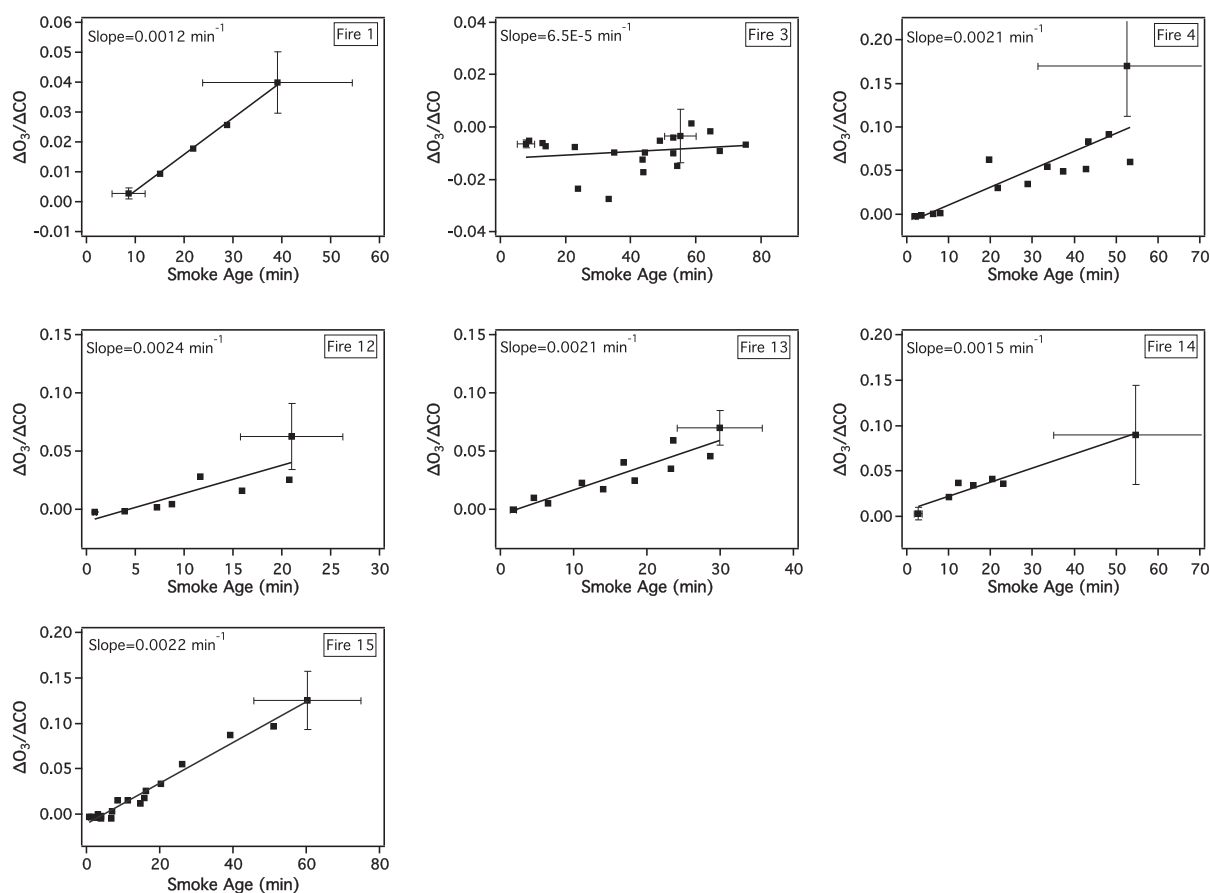 Slope=0.0012 min⁻¹
Fire 1
ΔO₃/ΔCO
0.06
0.05
0.04
0.03
0.02
0.01
0.00
-0.01
0 10 20 30 40 50 60
Smoke Age (min)
Slope=6.5E-5 min⁻¹
Fire 3
ΔO₃/ΔCO
0.04
0.02
0.00
-0.02
-0.04
0 20 40 60 80
Smoke Age (min)
Slope=0.0021 min⁻¹
Fire 4
ΔO₃/ΔCO
0.20
0.15
0.10
0.05
0.00
0 10 20 30 40 50 60 70
Smoke Age (min)
Slope=0.0024 min⁻¹
Fire 12
ΔO₃/ΔCO
0.15
0.10
0.05
0.00
0 5 10 15 20 25 30
Smoke Age (min)
Slope=0.0021 min⁻¹
Fire 13
ΔO₃/ΔCO
0.15
0.10
0.05
0.00
0 10 20 30 40
Smoke Age (min)
Slope=0.0015 min⁻¹
Fire 14
ΔO₃/ΔCO
0.20
0.15
0.10
0.05
0.00
0 10 20 30 40 50 60 70
Smoke Age (min)
Slope=0.0022 min⁻¹
Fire 15
ΔO₃/ΔCO
0.20
0.15
0.10
0.05
0.00
0 20 40 60 80
Smoke Age (min)